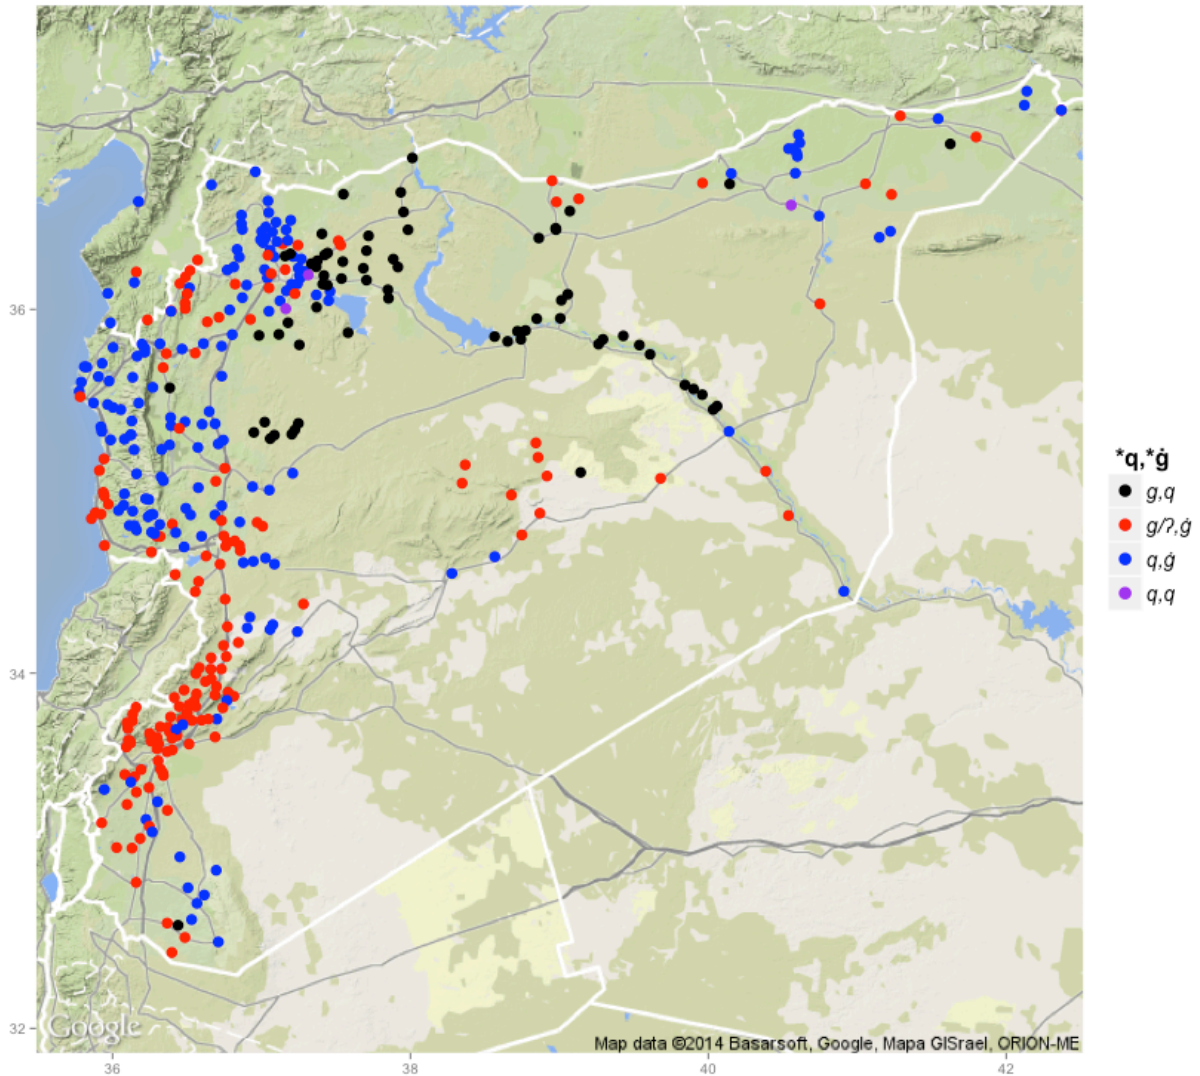 36
34
32
36
38
40
42
*q,*ġ
g,q
g/ʔ,ġ
q,ġ
q,q
Google
Map data ©2014 Basarsoft, Google, Mapa GISrael, ORION-ME